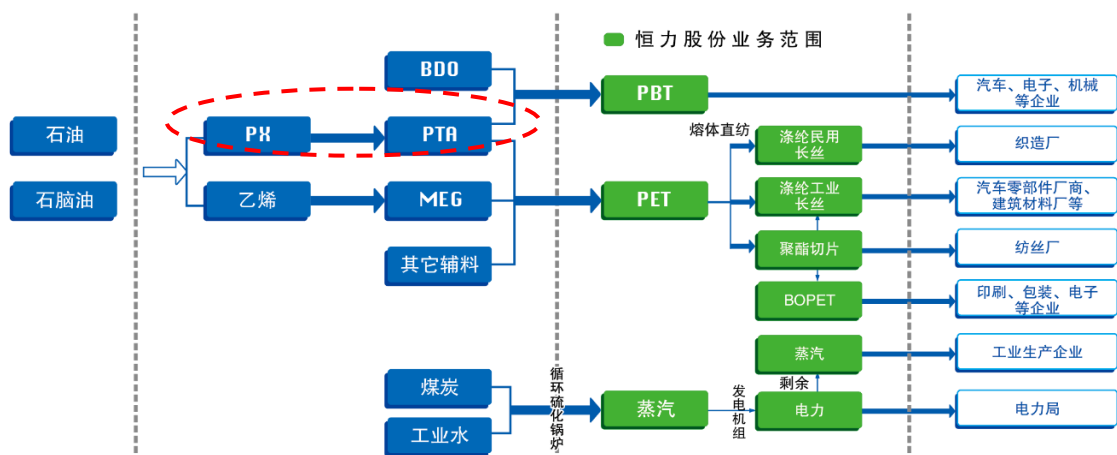 恒力股份业务范围
BDO
PBT
汽车、电子、机械
等企业
石油
PX
PTA
熔体直纺
涤纶民用
长丝
织造厂
石脑油
乙烯
MEG
PET
涤纶工业
长丝
汽车零部件厂商、
建筑材料厂等
其它辅料
聚酯切片
纺丝厂
BOPET
印刷、包装、电子
等企业
蒸汽
工业生产企业
煤炭
循环硫化锅炉
蒸汽
发电机组
剩余
电力
电力局
工业水